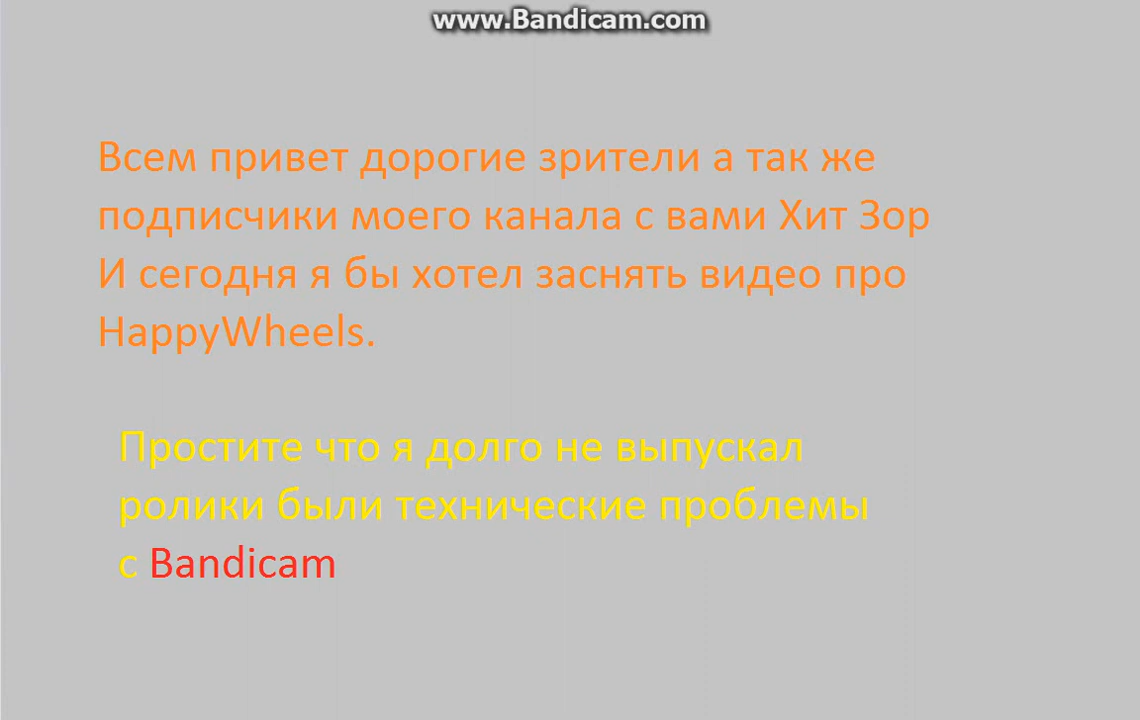 www.Bandicam.com
Всем привет дорогие зрители а так же
подписчики моего канала с вами Хит Зор
И сегодня я бы хотел заснять видео про
HappyWheels.
Простите что я долго не выпускал
ролики были технические проблемы
с Bandicam